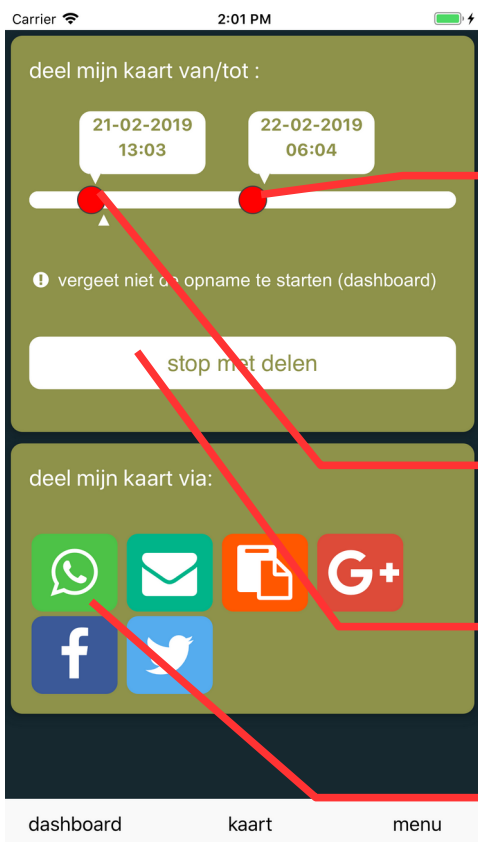 Carrier 2:01 PM
deel mijn kaart van/tot :
21-02-2019 22-02-2019
13:03 06:04
vergeet niet de opname te starten (dashboard)
stop met delen
deel mijn kaart via:
G+
f
dashboard kaart menu